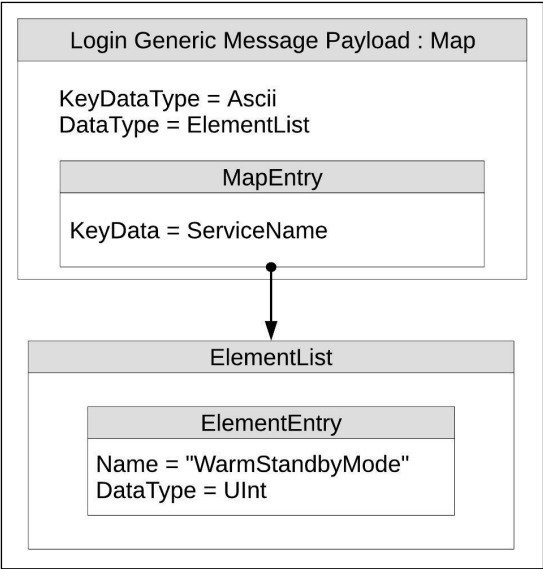 Login Generic Message Payload : Map
KeyDataType = Ascii
DataType = ElementList
MapEntry
KeyData = ServiceName
ElementList
ElementEntry
Name = "WarmStandbyMode"
DataType = UInt